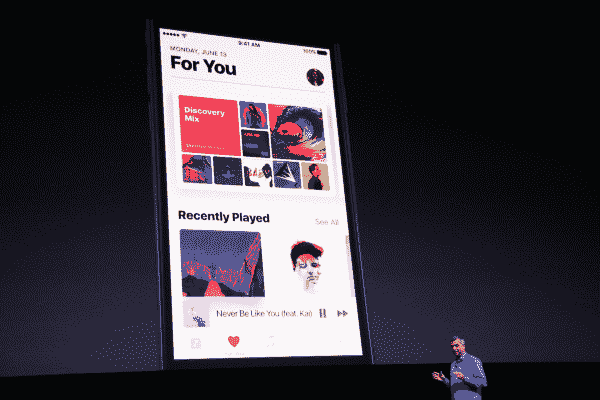 9:41 AM
100%
MONDAY, JUNE 13
For You
Discovery
Mix
Recently Played
See All
Never Be Like You (feat. Kai)